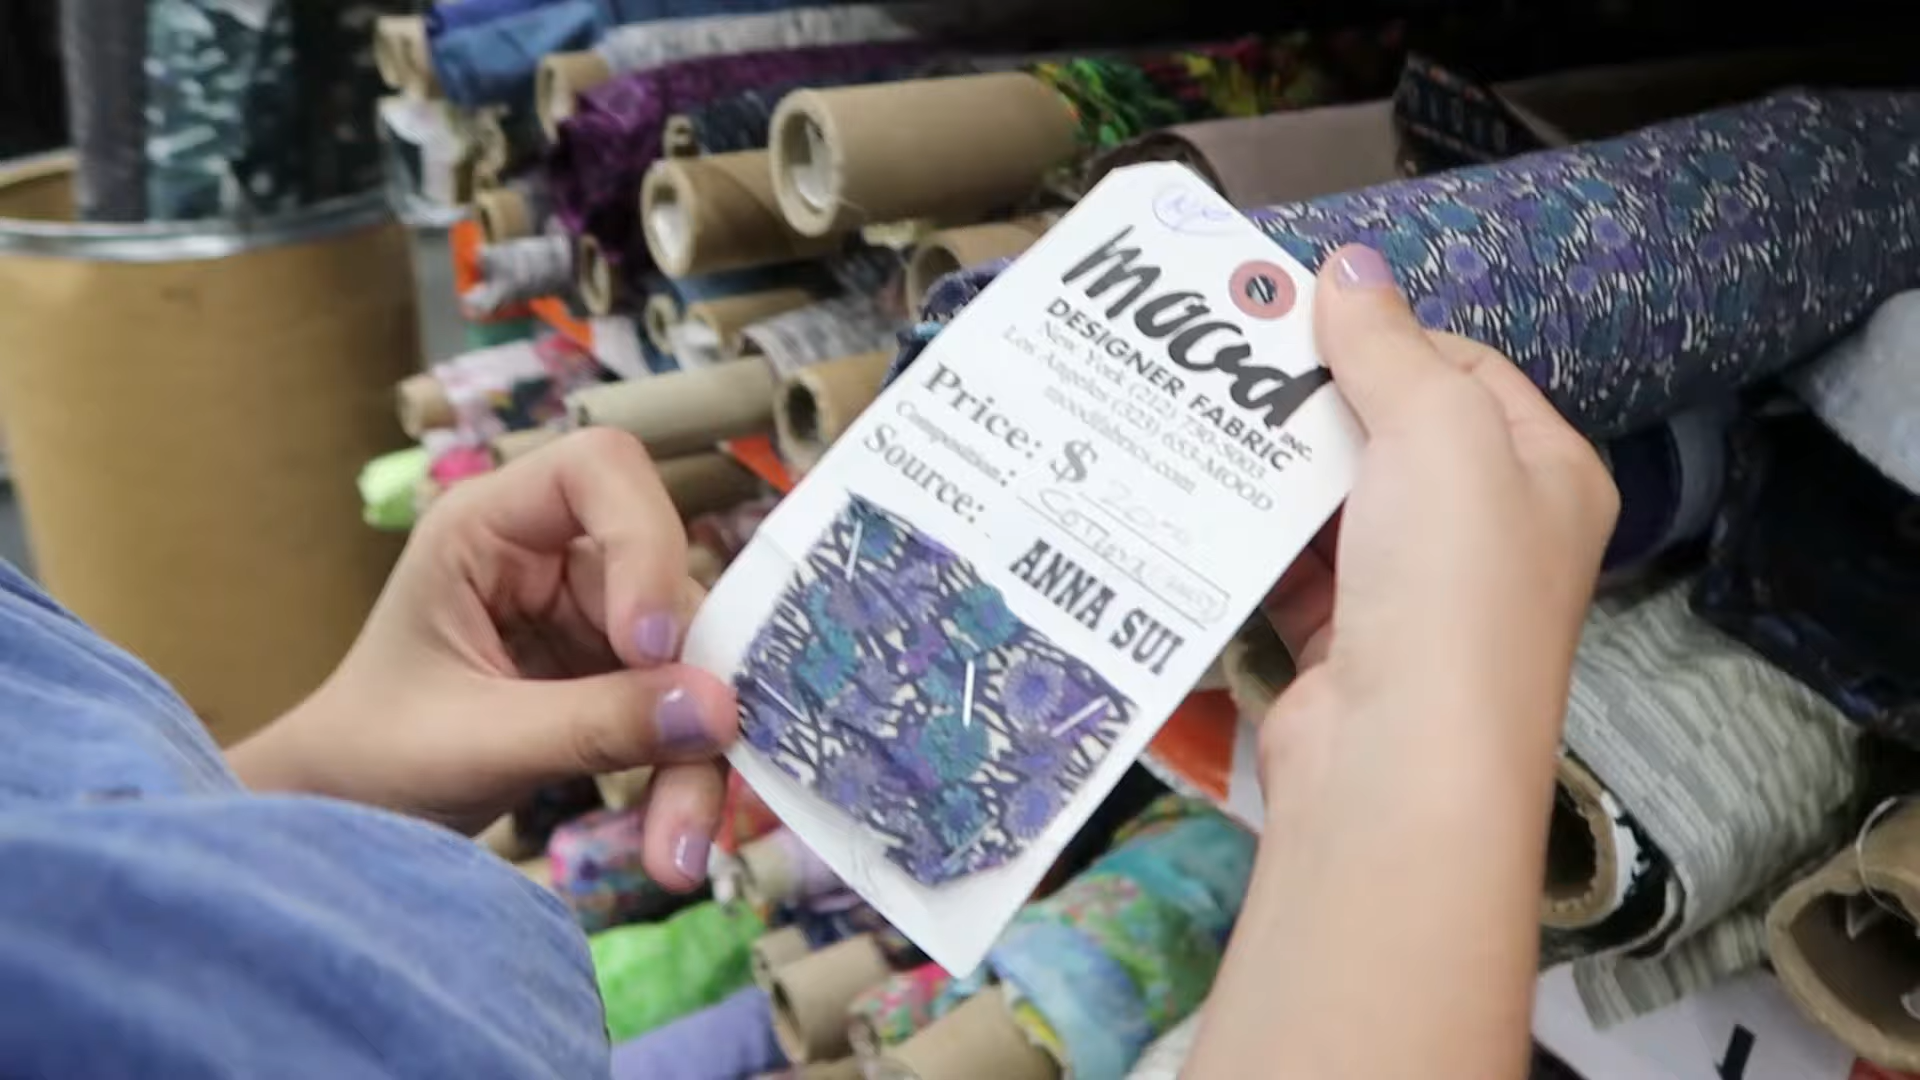 mood
DESIGNER FABRIC INC.
New York (212) 730-5003
Los Angeles (323) 653-MOOD
moodfabrics.com
Price: $
Composition:
Source:
ANNA SUI